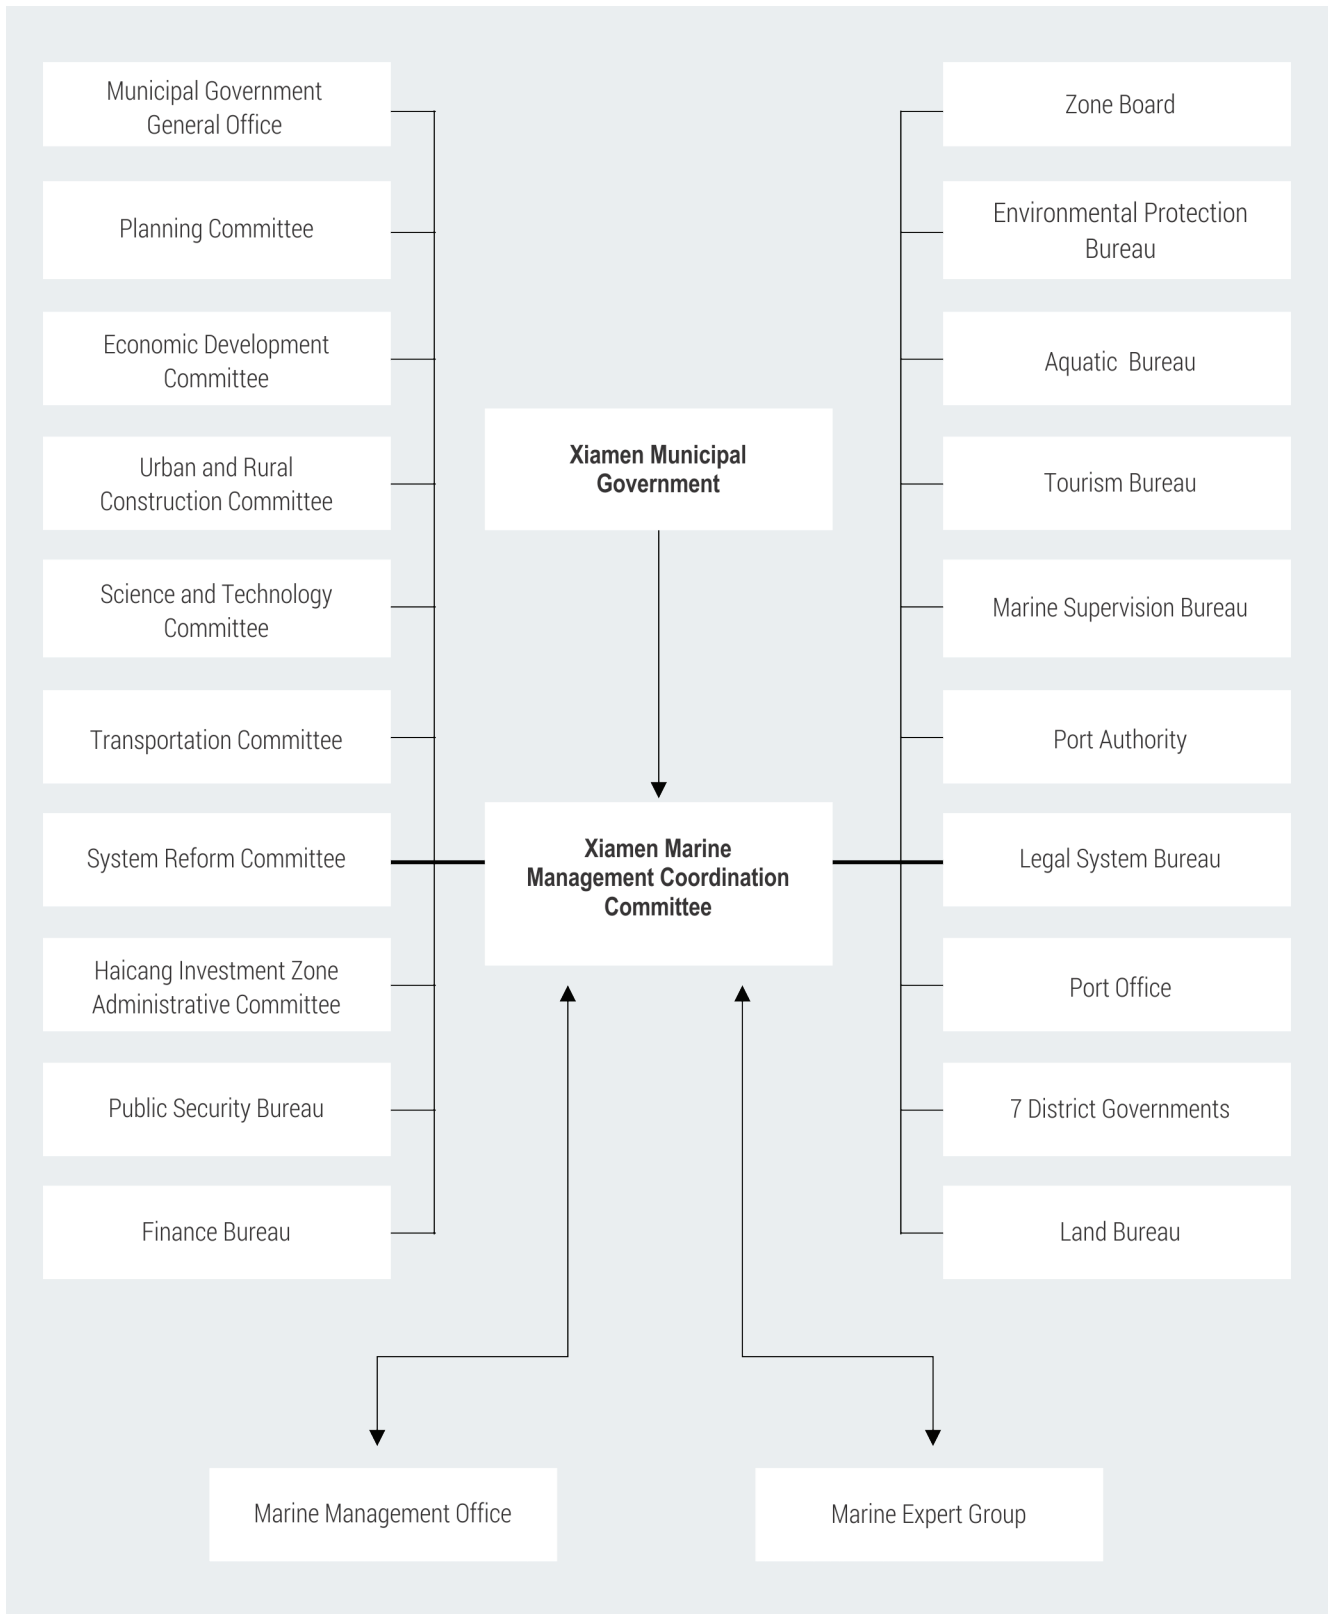 Municipal Government
General Office
Planning Committee
Economic Development
Committee
Urban and Rural
Construction Committee
Science and Technology
Committee
Transportation Committee
System Reform Committee
Haicang Investment Zone
Administrative Committee
Public Security Bureau
Finance Bureau
Xiamen Municipal
Government
Xiamen Marine
Management Coordination
Committee
Zone Board
Environmental Protection
Bureau
Aquatic Bureau
Tourism Bureau
Marine Supervision Bureau
Port Authority
Legal System Bureau
Port Office
7 District Governments
Land Bureau
Marine Management Office
Marine Expert Group